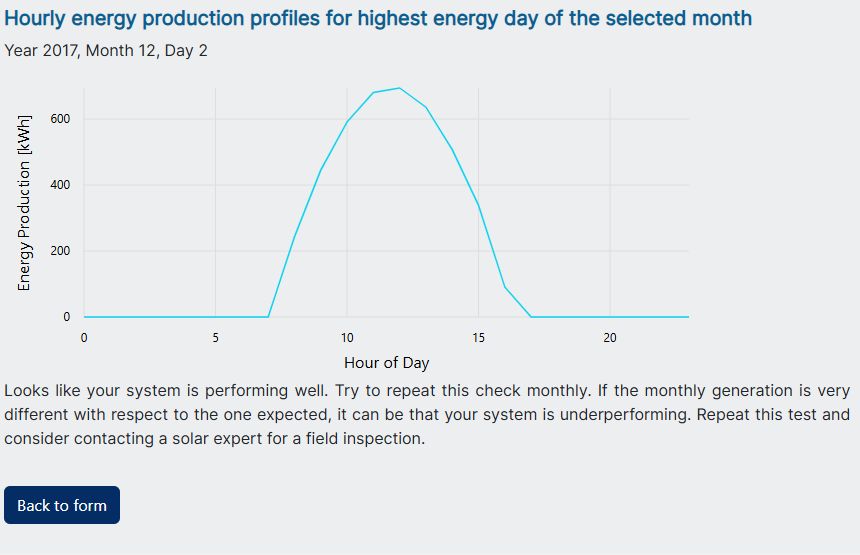 Hourly energy production profiles for highest energy day of the selected month
Year 2017, Month 12, Day 2
Energy Production [kWh]
600
400
200
0
0 5 10 15 20
Hour of Day
Looks like your system is performing well. Try to repeat this check monthly. If the monthly generation is very
different with respect to the one expected, it can be that your system is underperforming. Repeat this test and
consider contacting a solar expert for a field inspection.
Back to form